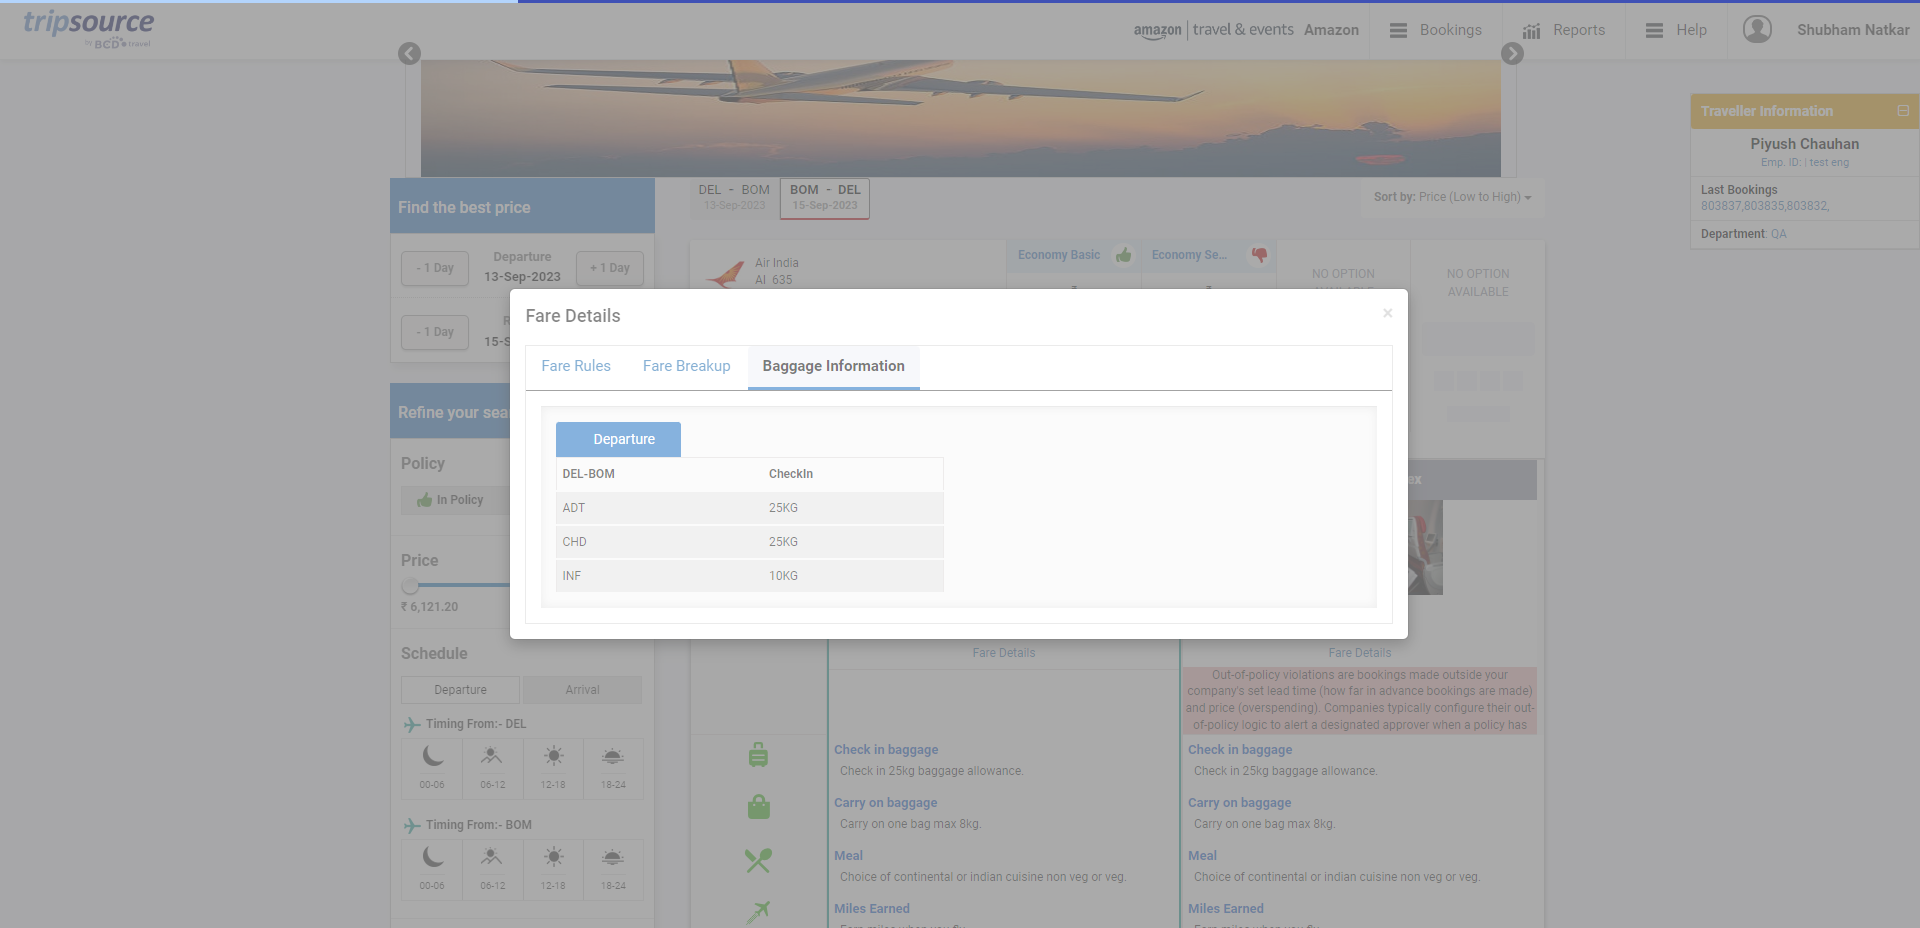 tripsource
by BCD travel
amazon | travel & events Amazon
Bookings
Reports
Help
Shubham Natkar
Traveller Information
Piyush Chauhan
Emp. ID: | test eng
Last Bookings
803837,803835,803832,
Department: QA
Find the best price
- 1 Day
Departure
13-Sep-2023
+ 1 Day
- 1 Day
R
15-S
DEL - BOM
13-Sep-2023
BOM - DEL
15-Sep-2023
Sort by: Price (Low to High)
Air India
AI 635
Economy Basic
Economy Se...
NO OPTION
AVAILABLE
NO OPTION
AVAILABLE
Fare Details
×
Fare Rules
Fare Breakup
Baggage Information
Departure
DEL-BOM CheckIn
ADT 25KG
CHD 25KG
INF 10KG
Refine your sea
Policy
In Policy
Price
₹ 6,121.20
Schedule
Departure
Arrival
Timing From:- DEL
00-06 06-12 12-18 18-24
Timing From:- BOM
00-06 06-12 12-18 18-24
ex
Fare Details
Fare Details
Out-of-policy violations are bookings made outside your
company's set lead time (how far in advance bookings are made)
and price (overspending). Companies typically configure their out-
of-policy logic to alert a designated approver when a policy has
Check in baggage
Check in 25kg baggage allowance.
Carry on baggage
Carry on one bag max 8kg.
Meal
Choice of continental or indian cuisine non veg or veg.
Miles Earned
Check in baggage
Check in 25kg baggage allowance.
Carry on baggage
Carry on one bag max 8kg.
Meal
Choice of continental or indian cuisine non veg or veg.
Miles Earned